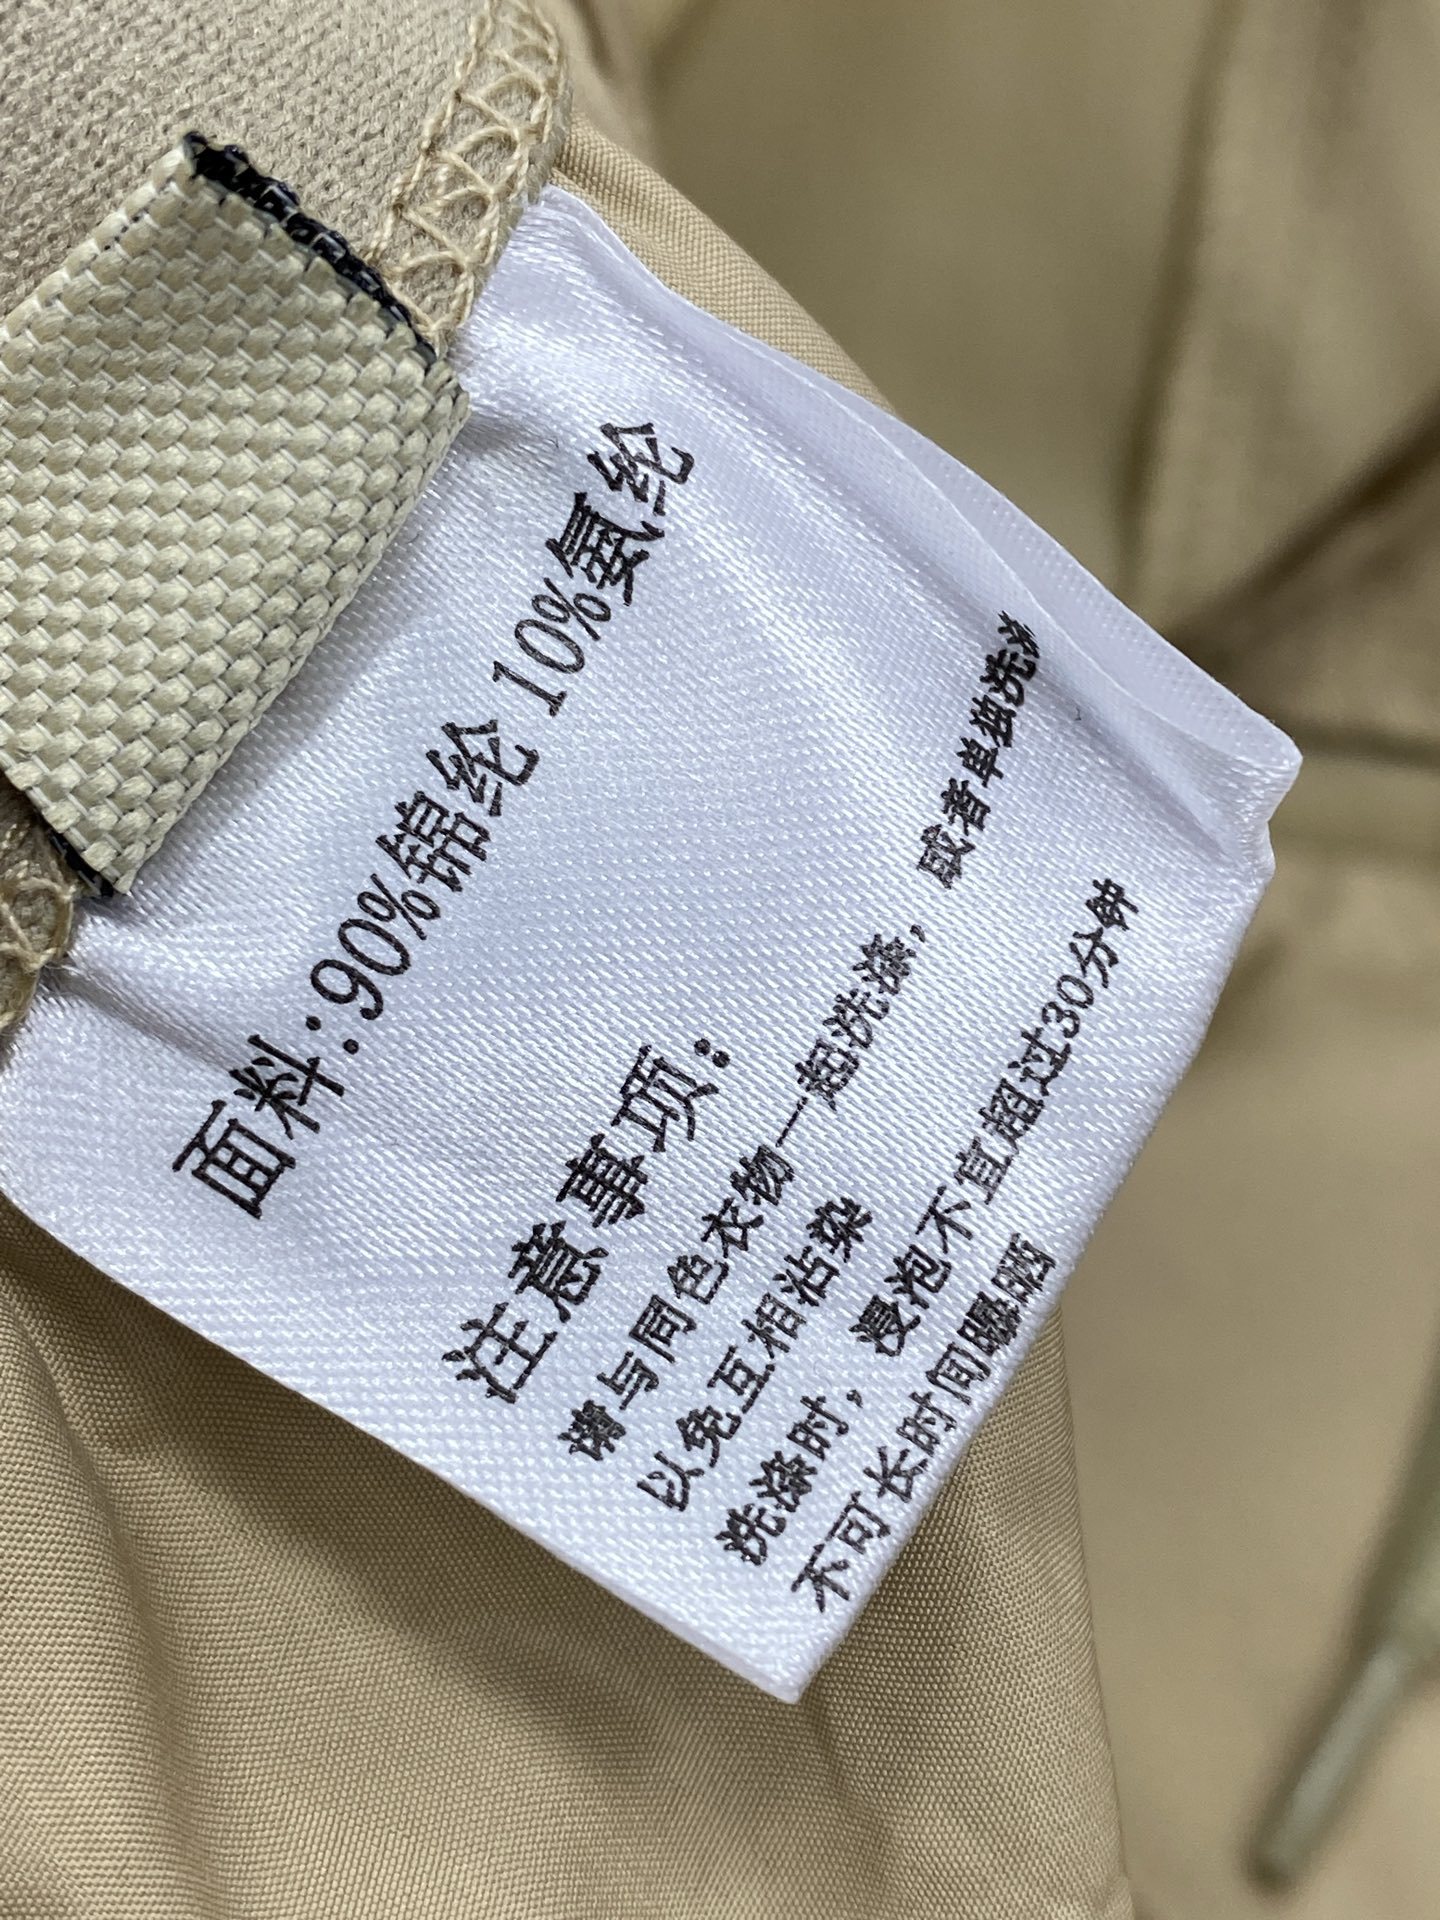 面料:90%锦纶 10%氨纶
注意事项:
请与同色衣物一起洗涤, 或者单独洗涤
以免互相沾染
洗涤时, 浸泡不宜超过30分钟
不可长时间曝晒